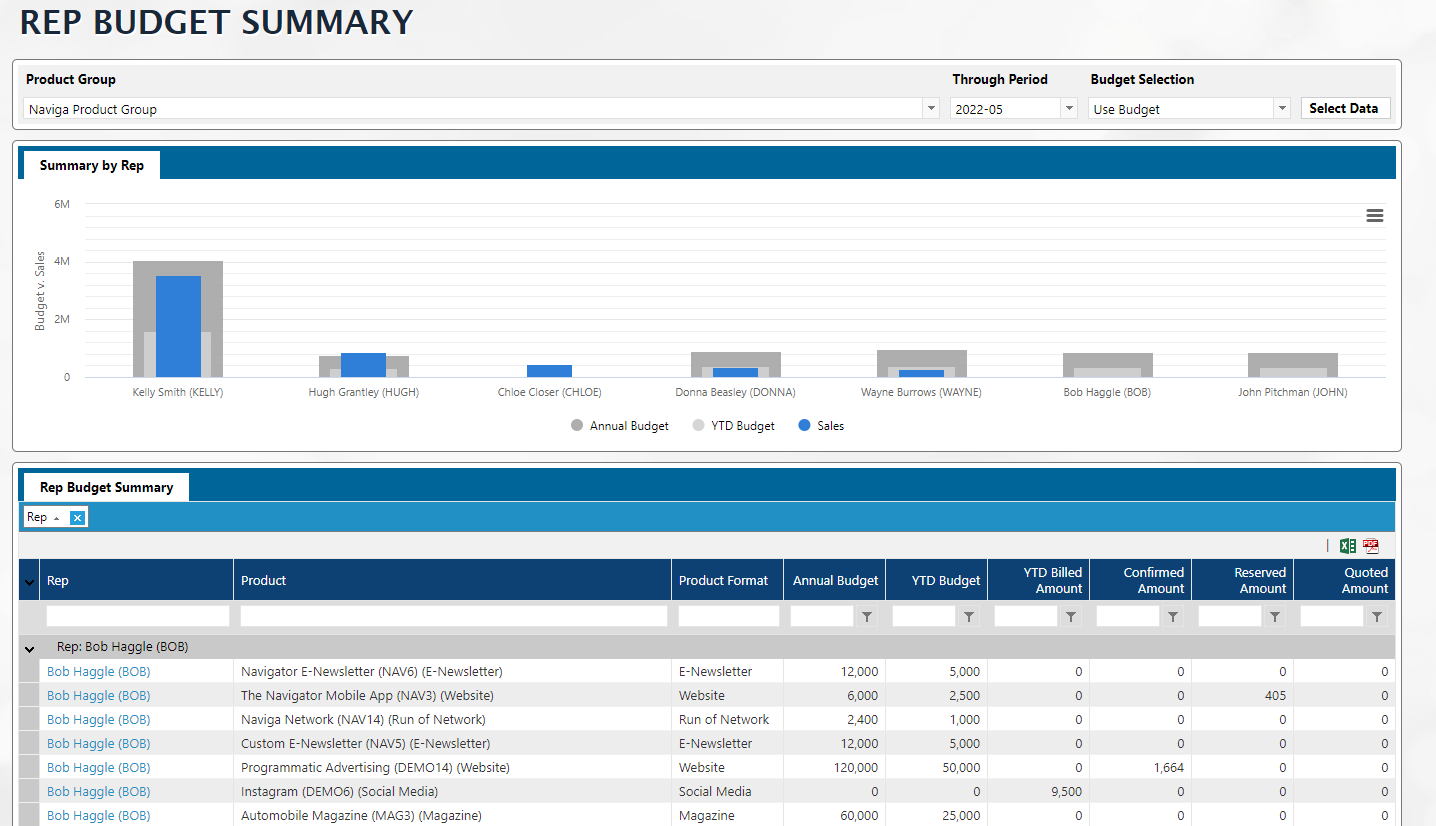 REP BUDGET SUMMARY
Product Group Through Period Budget Selection
Naviga Product Group 2022-05 Use Budget Select Data
Summary by Rep
6M
4M
2M
0
Budget v. Sales
Kelly Smith (KELLY) Hugh Grantley (HUGH) Chloe Closer (CHLOE) Donna Beasley (DONNA) Wayne Burrows (WAYNE) Bob Haggle (BOB) John Pitchman (JOHN)
Annual Budget YTD Budget Sales
Rep Budget Summary
Rep
PDF
Rep Product Product Format Annual Budget YTD Budget YTD Billed Amount Confirmed Amount Reserved Amount Quoted Amount
Rep: Bob Haggle (BOB)
Bob Haggle (BOB) Navigator E-Newsletter (NAV6) (E-Newsletter) E-Newsletter 12,000 5,000 0 0 0 0
Bob Haggle (BOB) The Navigator Mobile App (NAV3) (Website) Website 6,000 2,500 0 0 405 0
Bob Haggle (BOB) Naviga Network (NAV14) (Run of Network) Run of Network 2,400 1,000 0 0 0 0
Bob Haggle (BOB) Custom E-Newsletter (NAV5) (E-Newsletter) E-Newsletter 12,000 5,000 0 0 0 0
Bob Haggle (BOB) Programmatic Advertising (DEMO14) (Website) Website 120,000 50,000 0 1,664 0 0
Bob Haggle (BOB) Instagram (DEMO6) (Social Media) Social Media 0 0 9,500 0 0 0
Bob Haggle (BOB) Automobile Magazine (MAG3) (Magazine) Magazine 60,000 25,000 0 0 0 0